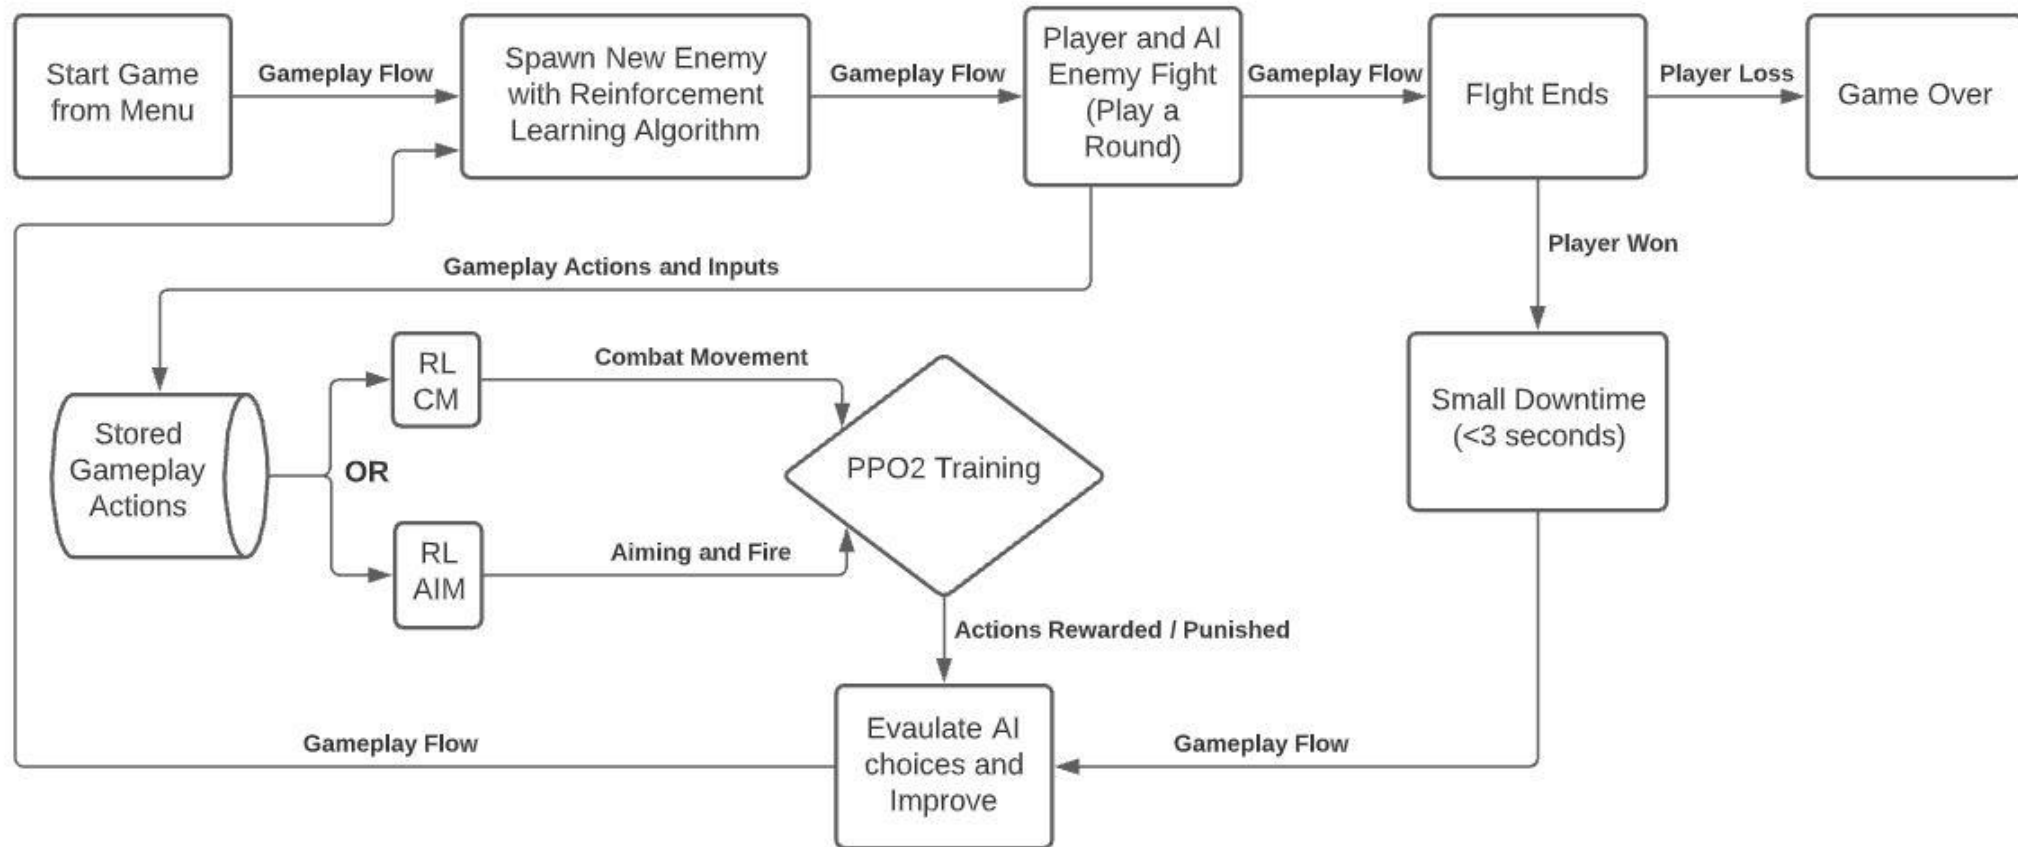 Start Game
from Menu
Gameplay Flow
Spawn New Enemy
with Reinforcement
Learning Algorithm
Gameplay Flow
Player and AI
Enemy Fight
(Play a
Round)
Gameplay Flow
FIght Ends
Player Loss
Game Over
Player Won
Gameplay Actions and Inputs
Stored
Gameplay
Actions
OR
RL
CM
Combat Movement
RL
AIM
Aiming and Fire
PPO2 Training
Small Downtime
(<3 seconds)
Actions Rewarded / Punished
Evaulate AI
choices and
Improve
Gameplay Flow
Gameplay Flow